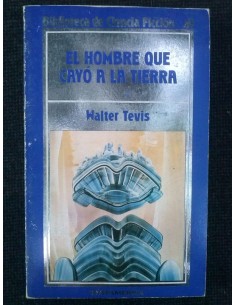 Biblioteca de Ciencia Ficción
EL HOMBRE QUE
CAYÓ A LA TIERRA
Walter Tevis